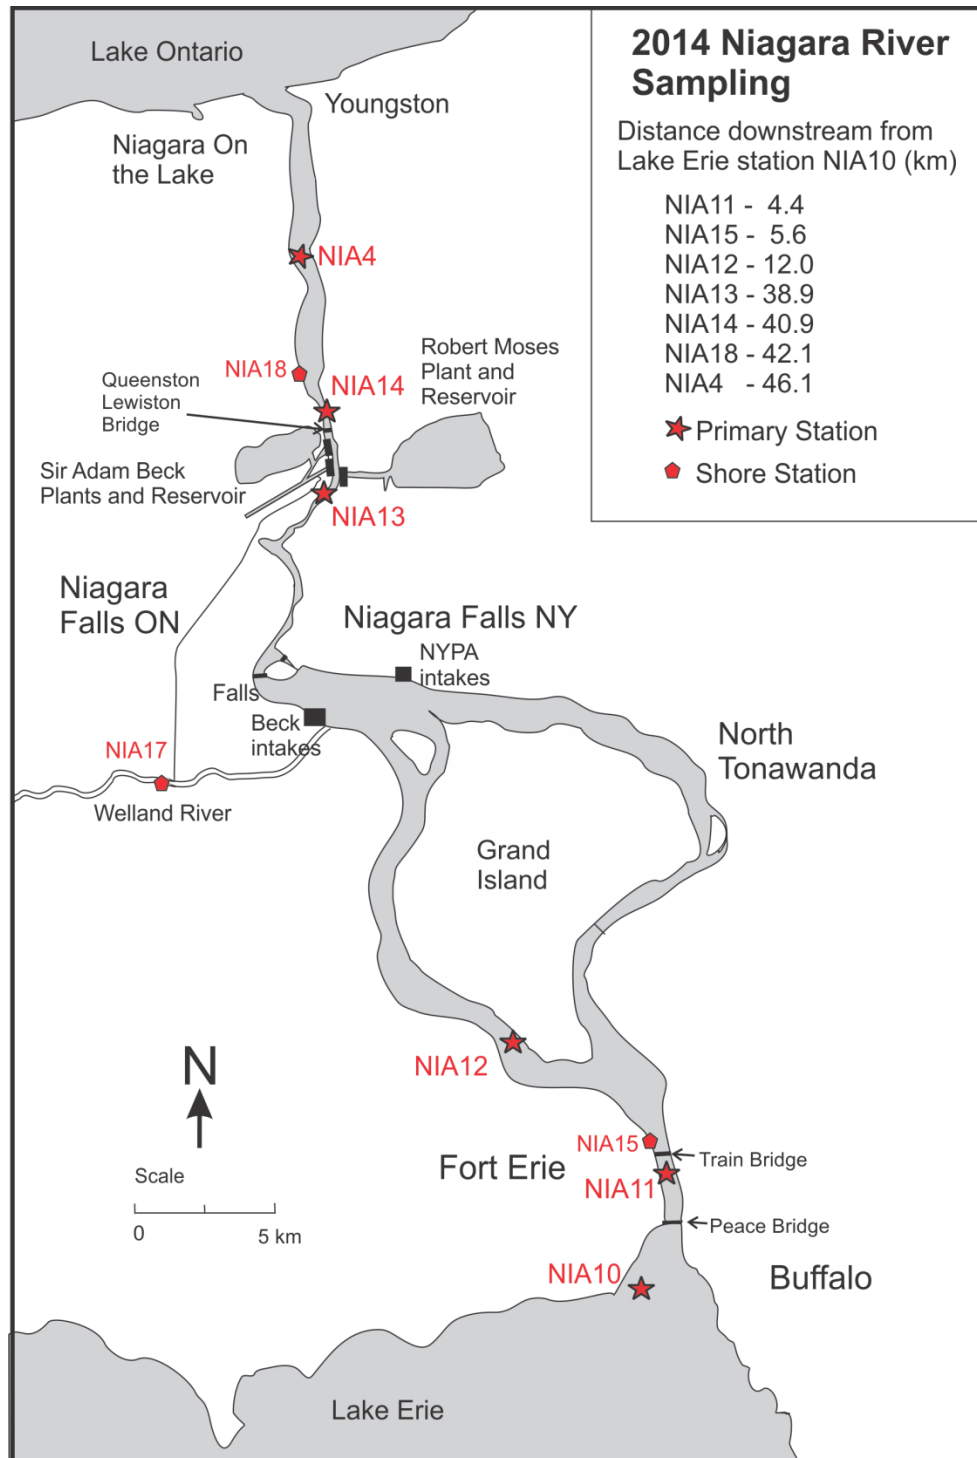 Lake Ontario
Youngston
Niagara On
the Lake
2014 Niagara River
Sampling
Distance downstream from
Lake Erie station NIA10 (km)
NIA11 - 4.4
NIA15 - 5.6
NIA12 - 12.0
NIA13 - 38.9
NIA14 - 40.9
NIA18 - 42.1
NIA4 - 46.1
Primary Station
Shore Station
NIA4
NIA18
NIA14
Queenston
Lewiston
Bridge
Robert Moses
Plant and
Reservoir
Sir Adam Beck
Plants and Reservoir
NIA13
Niagara
Falls ON
Niagara Falls NY
NYPA
intakes
Falls
Beck
intakes
NIA17
Welland River
North
Tonawanda
Grand
Island
NIA12
N
Scale
0
5 km
NIA15
Train Bridge
Fort Erie
NIA11
Peace Bridge
NIA10
Buffalo
Lake Erie